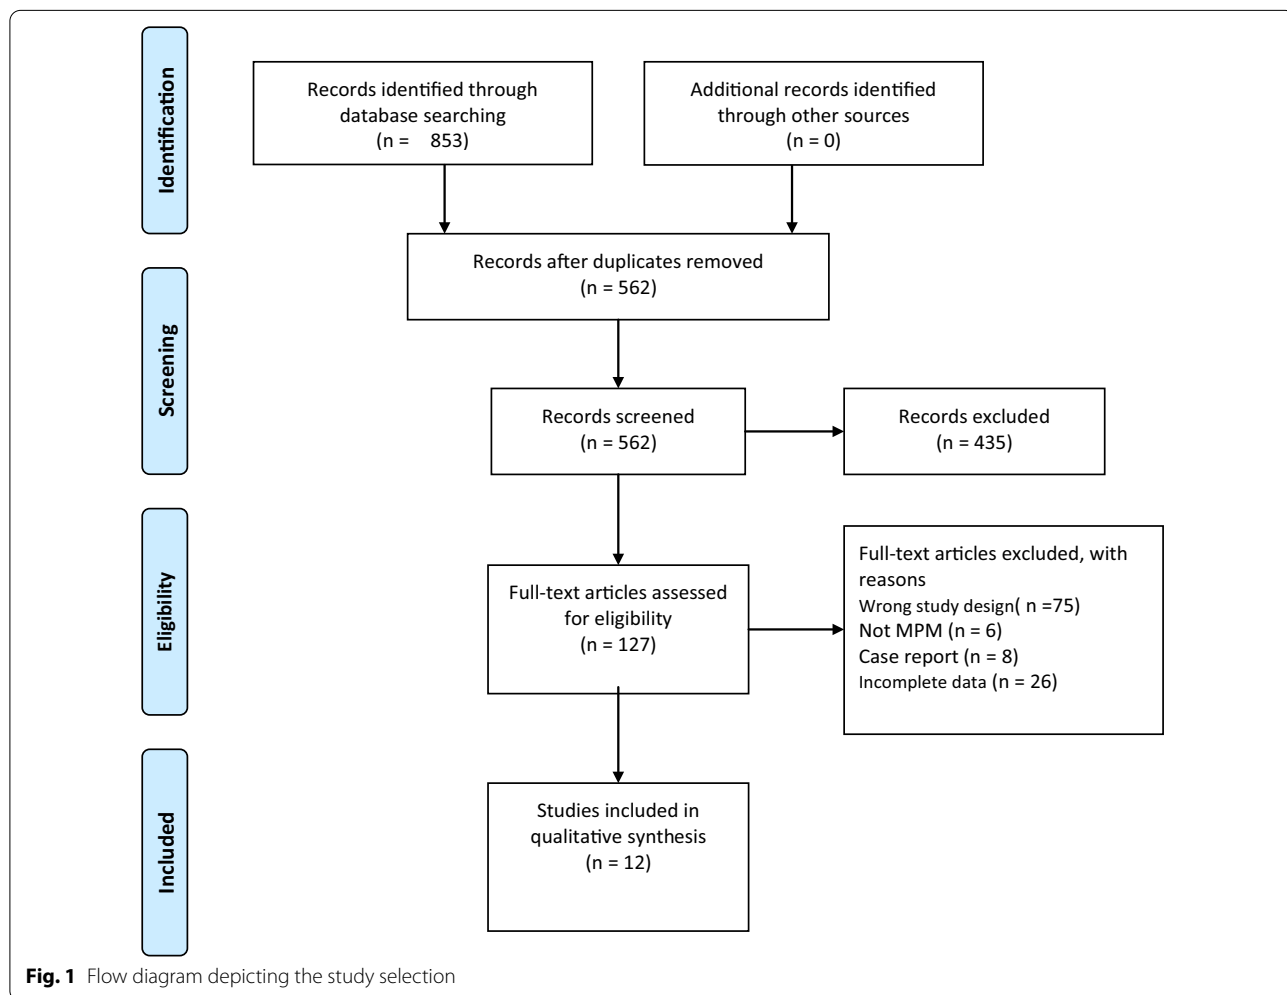 Identification
Records identified through
database searching
(n = 853)
Additional records identified
through other sources
(n = 0)
Screening
Records after duplicates removed
(n = 562)
Records screened
(n = 562)
Records excluded
(n = 435)
Eligibility
Full-text articles assessed
for eligibility
(n = 127)
Full-text articles excluded, with
reasons
Wrong study design( n =75)
Not MPM (n = 6)
Case report (n = 8)
Incomplete data (n = 26)
Included
Studies included in
qualitative synthesis
(n = 12)
Fig. 1 Flow diagram depicting the study selection